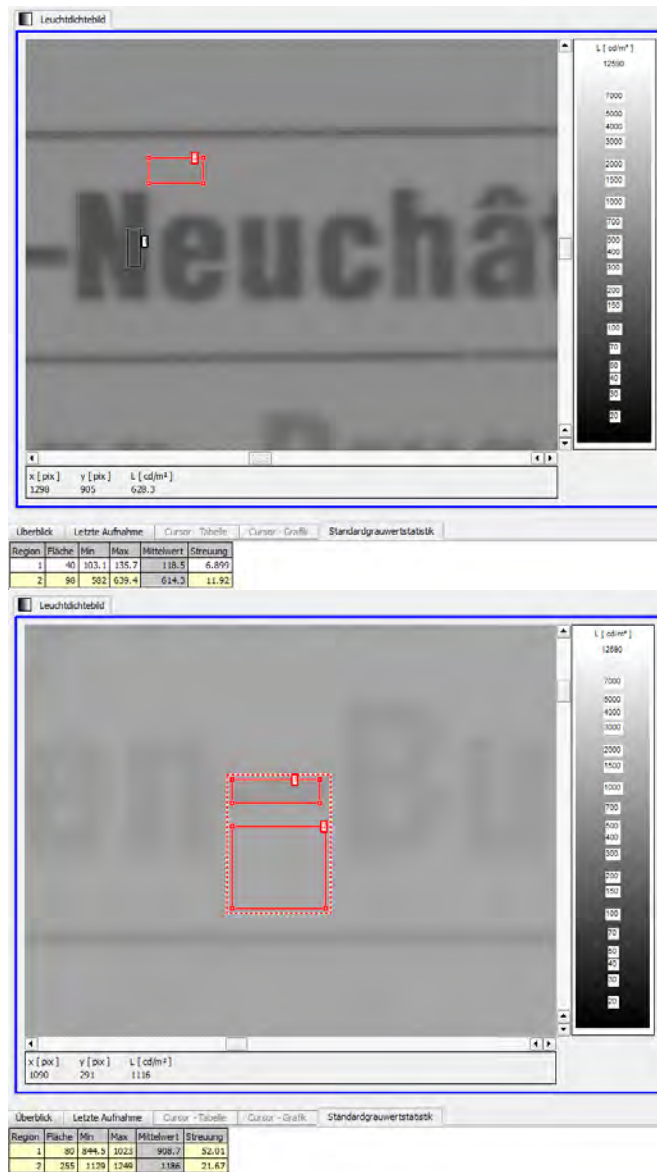 Leuchtdichtebild
L [ cd/m² ]
12590
7000
5000
4000
3000
2000
1500
1000
700
500
400
300
200
150
100
70
50
40
30
20
-Neuchât
x [ pix ] y [ pix ] L [ cd/m² ]
1298 905 628.3
Überblick Letzte Aufnahme Cursor - Tabelle Cursor - Grafik Standardgrauwertstatistik
Region Fläche Min Max Mittelwert Streuung
1 40 103.1 135.7 118.5 6.899
2 98 582 639.4 614.3 11.92
Leuchtdichtebild
L [ cd/m² ]
12590
7000
5000
4000
3000
2000
1500
1000
700
500
400
300
200
150
100
70
50
40
30
20
x [ pix ] y [ pix ] L [ cd/m² ]
1090 291 1116
Überblick Letzte Aufnahme Cursor - Tabelle Cursor - Grafik Standardgrauwertstatistik
Region Fläche Min Max Mittelwert Streuung
1 80 844.5 1023 908.7 52.01
2 255 1129 1249 1186 21.67